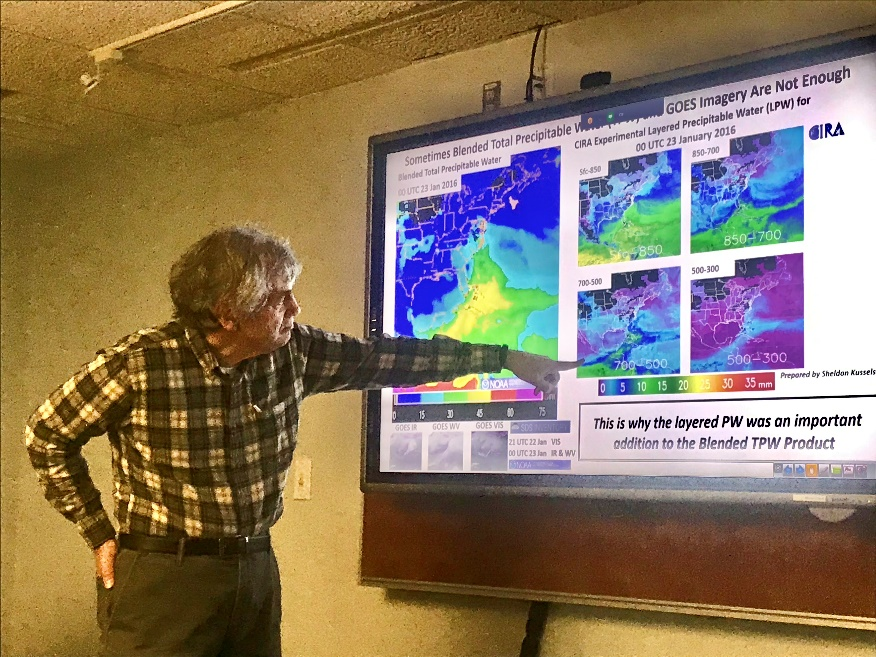 Sometimes Blended Total Precipitable Water GOES Imagery Are Not Enough
Blended Total Precipitable Water
00 UTC 23 Jan 2016
NOAA
0 15 30 45 60 75
GOES IR GOES WV GOES VIS
21 UTC 22 Jan VIS
00 UTC 23 Jan IR & WV
CIRA Experimental Layered Precipitable Water (LPW) for
00 UTC 23 January 2016
CIRA
Sfc-850
850-700
850
850-700
700-500
500-300
700-500
500-300
0 5 10 15 20 25 30 35 mm
Prepared by Sheldon Kussels
This is why the layered PW was an important
addition to the Blended TPW Product